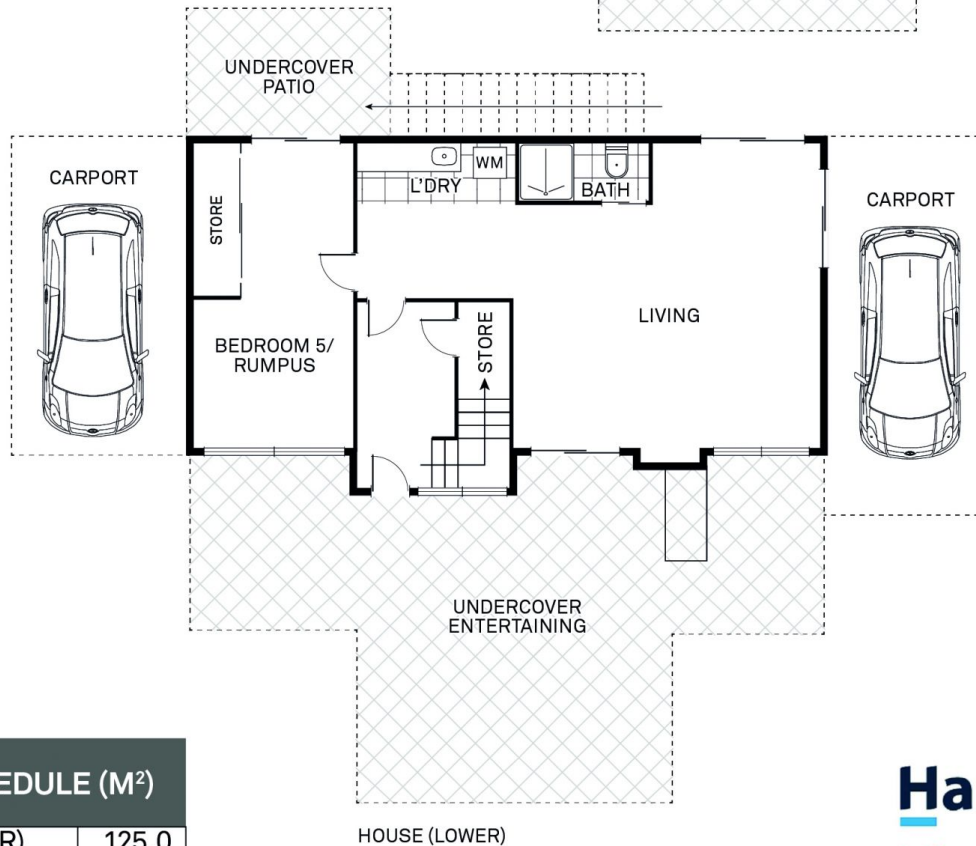 UNDERCOVER
PATIO
CARPORT
STORE
L'DRY
WM
BATH
CARPORT
BEDROOM 5/
RUMPUS
STORE
LIVING
UNDERCOVER
ENTERTAINING
EDULE (M²)
R) 125.0
HOUSE (LOWER)
Ha